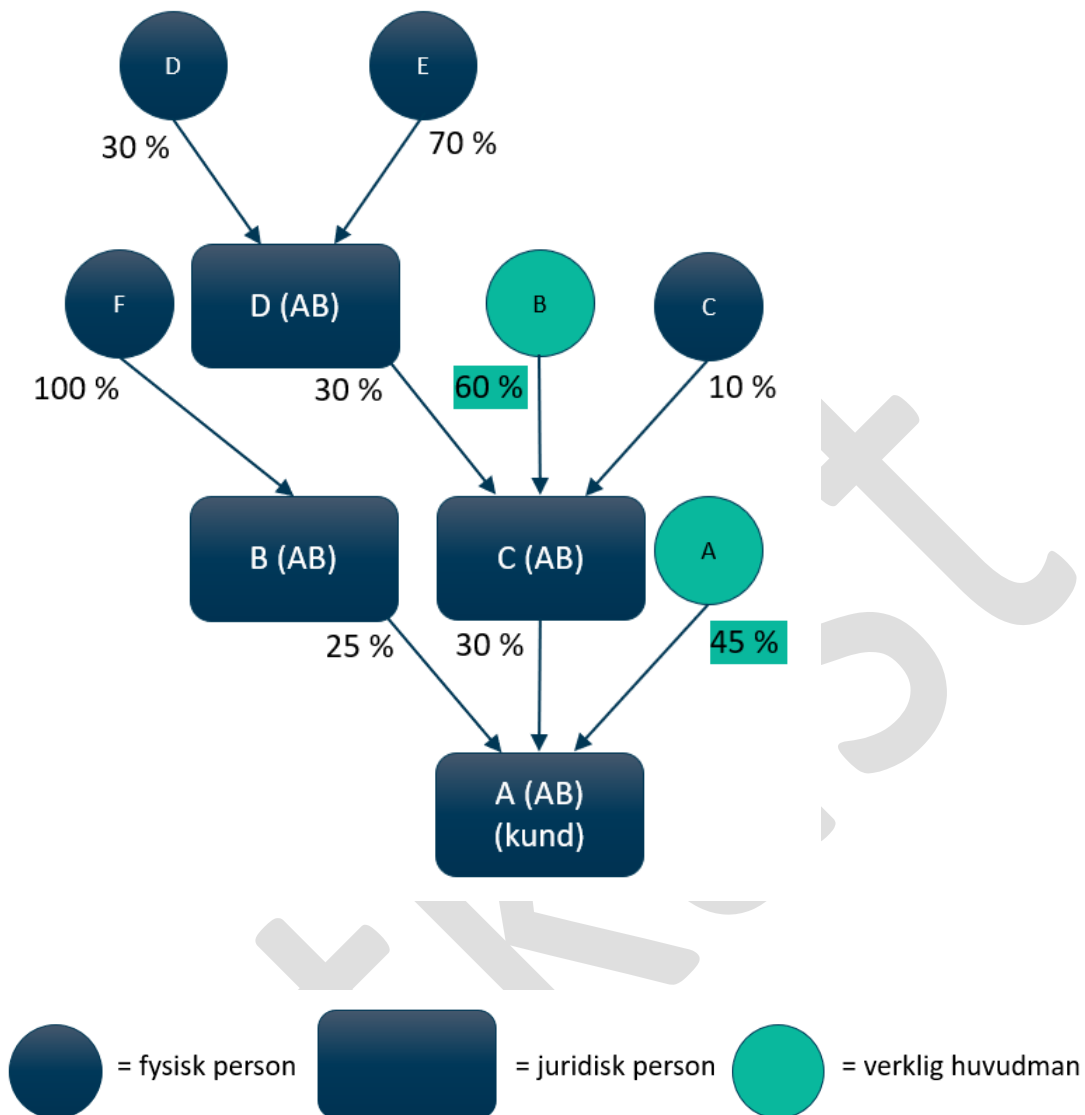 D
E
30 %
70 %
F
D (AB)
B
C
100 %
30 %
60 %
10 %
B (AB)
C (AB)
A
25 %
30 %
45 %
A (AB)
(kund)
= fysisk person
= juridisk person
= verklig huvudman